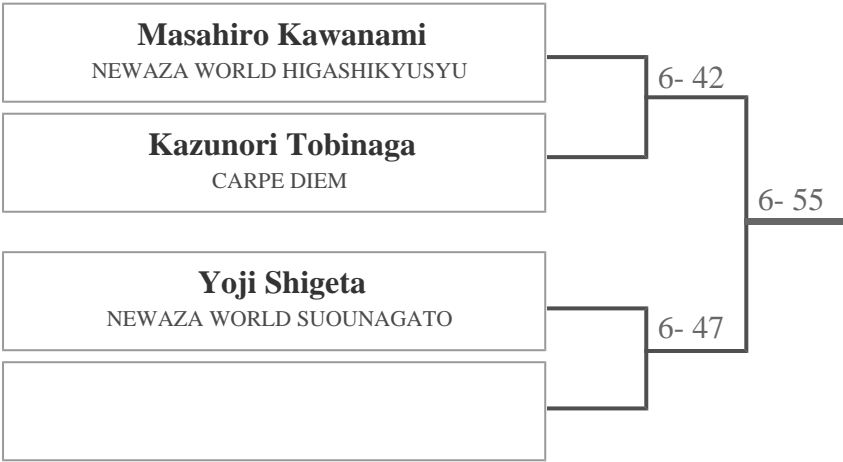 Masahiro Kawanami
NEWAZA WORLD HIGASHIKYUSYU
6- 42
Kazunori Tobinaga
CARPE DIEM
6- 55
Yoji Shigeta
NEWAZA WORLD SUOUNAGATO
6- 47